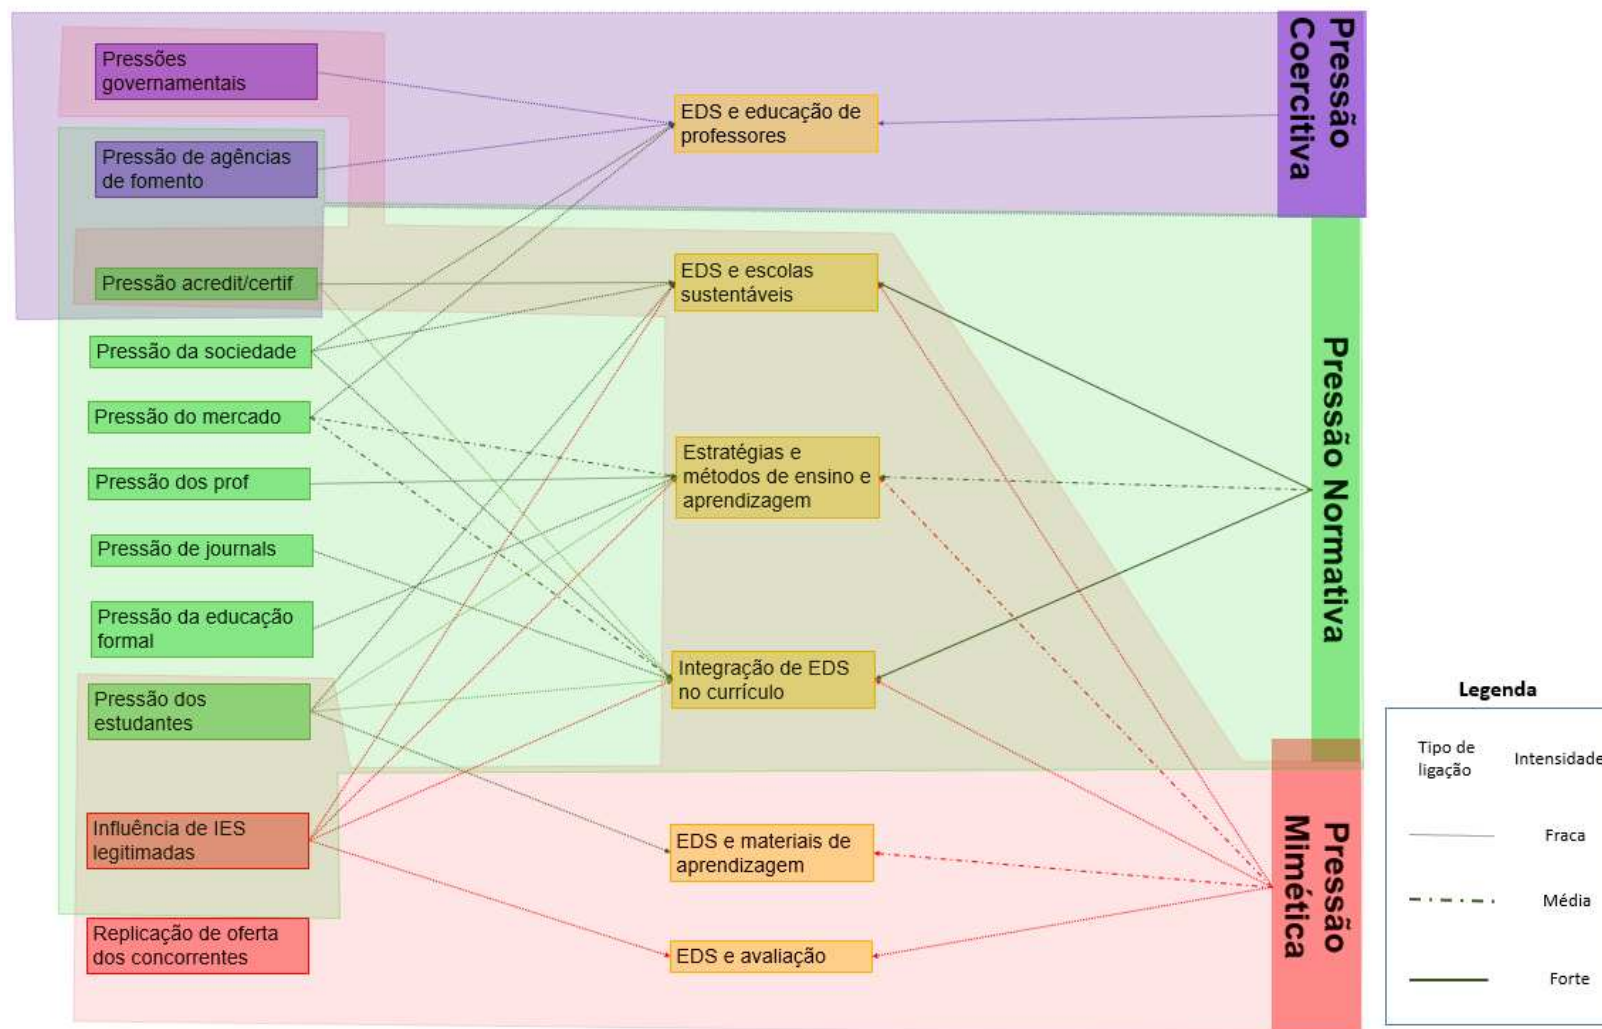 Pressões
governamentais
Pressão de agências
de fomento
Pressão acredit/certif
Pressão da sociedade
Pressão do mercado
Pressão dos prof
Pressão de journals
Pressão da educação
formal
Pressão dos
estudantes
Influência de IES
legitimadas
Replicação de oferta
dos concorrentes
EDS e educação de
professores
EDS e escolas
sustentáveis
Estratégias e
métodos de ensino e
aprendizagem
Integração de EDS
no currículo
EDS e materiais de
aprendizagem
EDS e avaliação
Pressão
Coercitiva
Pressão Normativa
Pressão
Mimética
Legenda
Tipo de
ligação
Intensidade
Fraca
Média
Forte